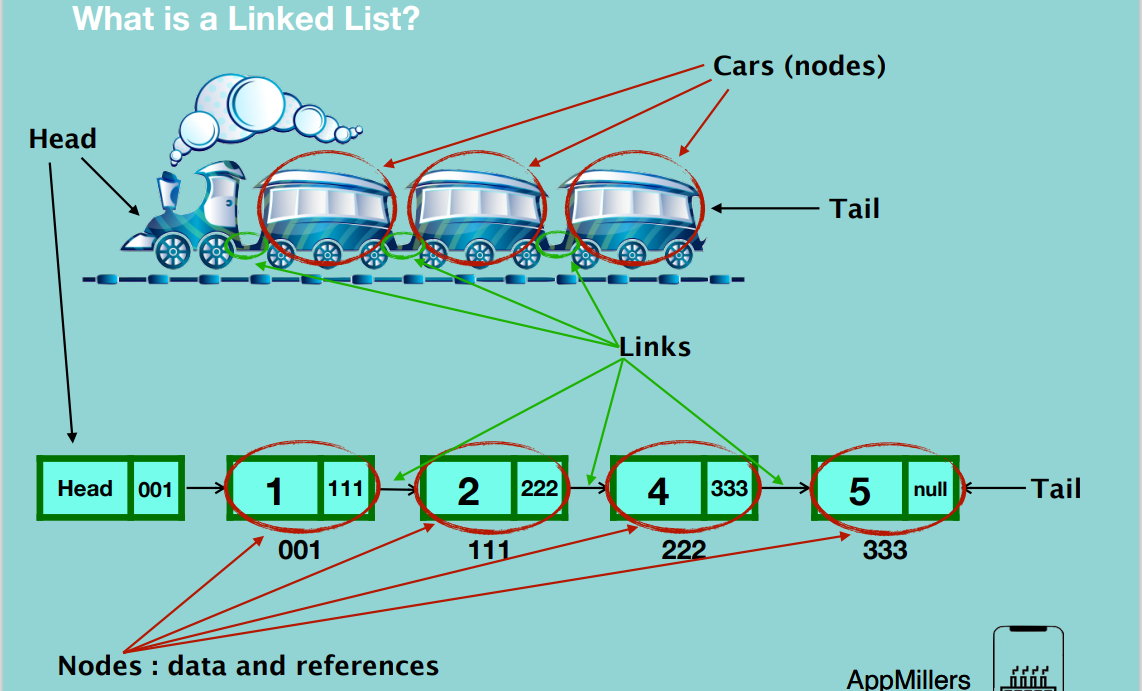 What is a Linked List?
Cars (nodes)
Head
Tail
Links
Head 001
1 111
2 222
4 333
5 null
Tail
001
111
222
333
Nodes : data and references
AppMillers